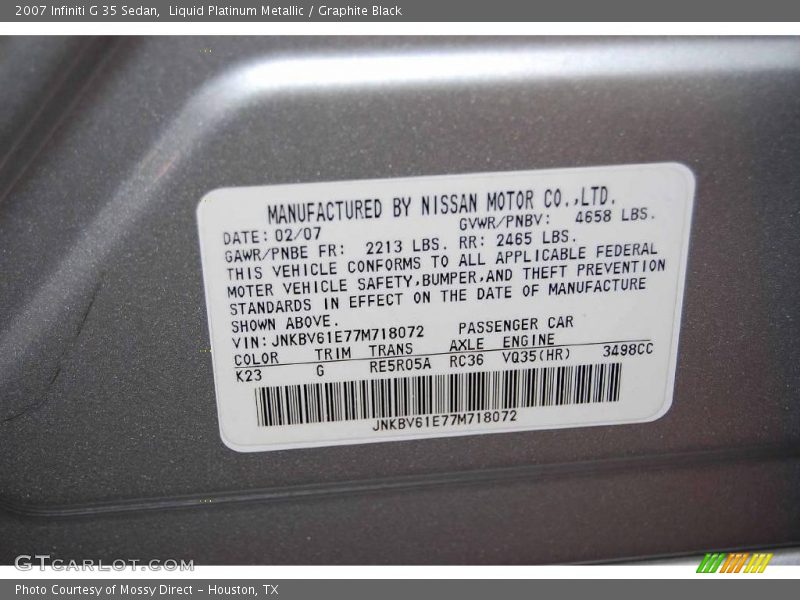 2007 Infiniti G 35 Sedan,  Liquid Platinum Metallic / Graphite Black
MANUFACTURED BY NISSAN MOTOR CO.,LTD.
DATE: 02/07 GVWR/PNBV: 4658 LBS.
GAWR/PNBE FR: 2213 LBS. RR: 2465 LBS.
THIS VEHICLE CONFORMS TO ALL APPLICABLE FEDERAL
MOTER VEHICLE SAFETY,BUMPER,AND THEFT PREVENTION
STANDARDS IN EFFECT ON THE DATE OF MANUFACTURE
SHOWN ABOVE.
VIN: JNKBV61E77M718072 PASSENGER CAR
COLOR TRIM TRANS AXLE ENGINE
K23 G RE5R05A RC36 VQ35(HR) 3498CC
JNKBV61E77M718072
GTCARLOT.COM
Photo Courtesy of Mossy Direct – Houston, TX